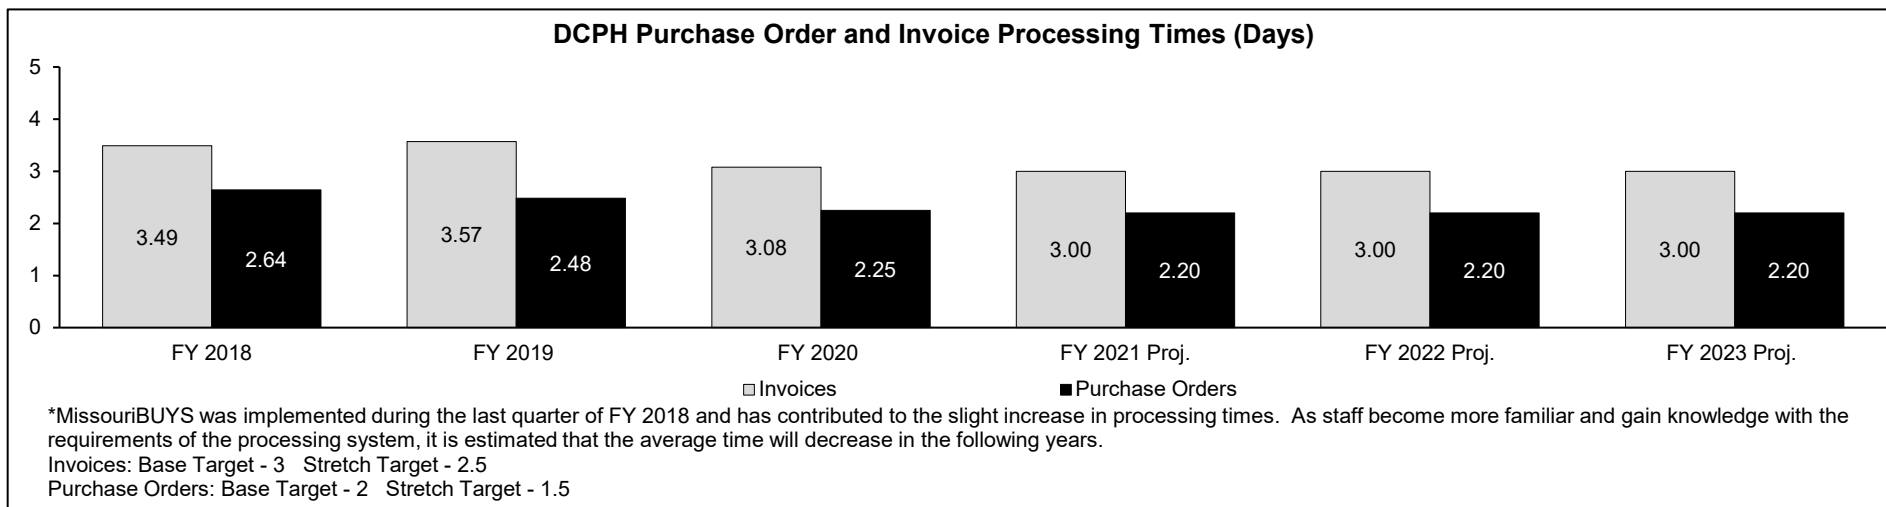 DCPH Purchase Order and Invoice Processing Times (Days)
5
4
3
2
1
0
3.49
2.64
3.57
2.48
3.08
2.25
3.00
2.20
3.00
2.20
3.00
2.20
FY 2018
FY 2019
FY 2020
FY 2021 Proj.
FY 2022 Proj.
FY 2023 Proj.
Invoices
Purchase Orders
*MissouriBUYS was implemented during the last quarter of FY 2018 and has contributed to the slight increase in processing times.  As staff become more familiar and gain knowledge with the
requirements of the processing system, it is estimated that the average time will decrease in the following years.
Invoices: Base Target - 3   Stretch Target - 2.5
Purchase Orders: Base Target - 2   Stretch Target - 1.5